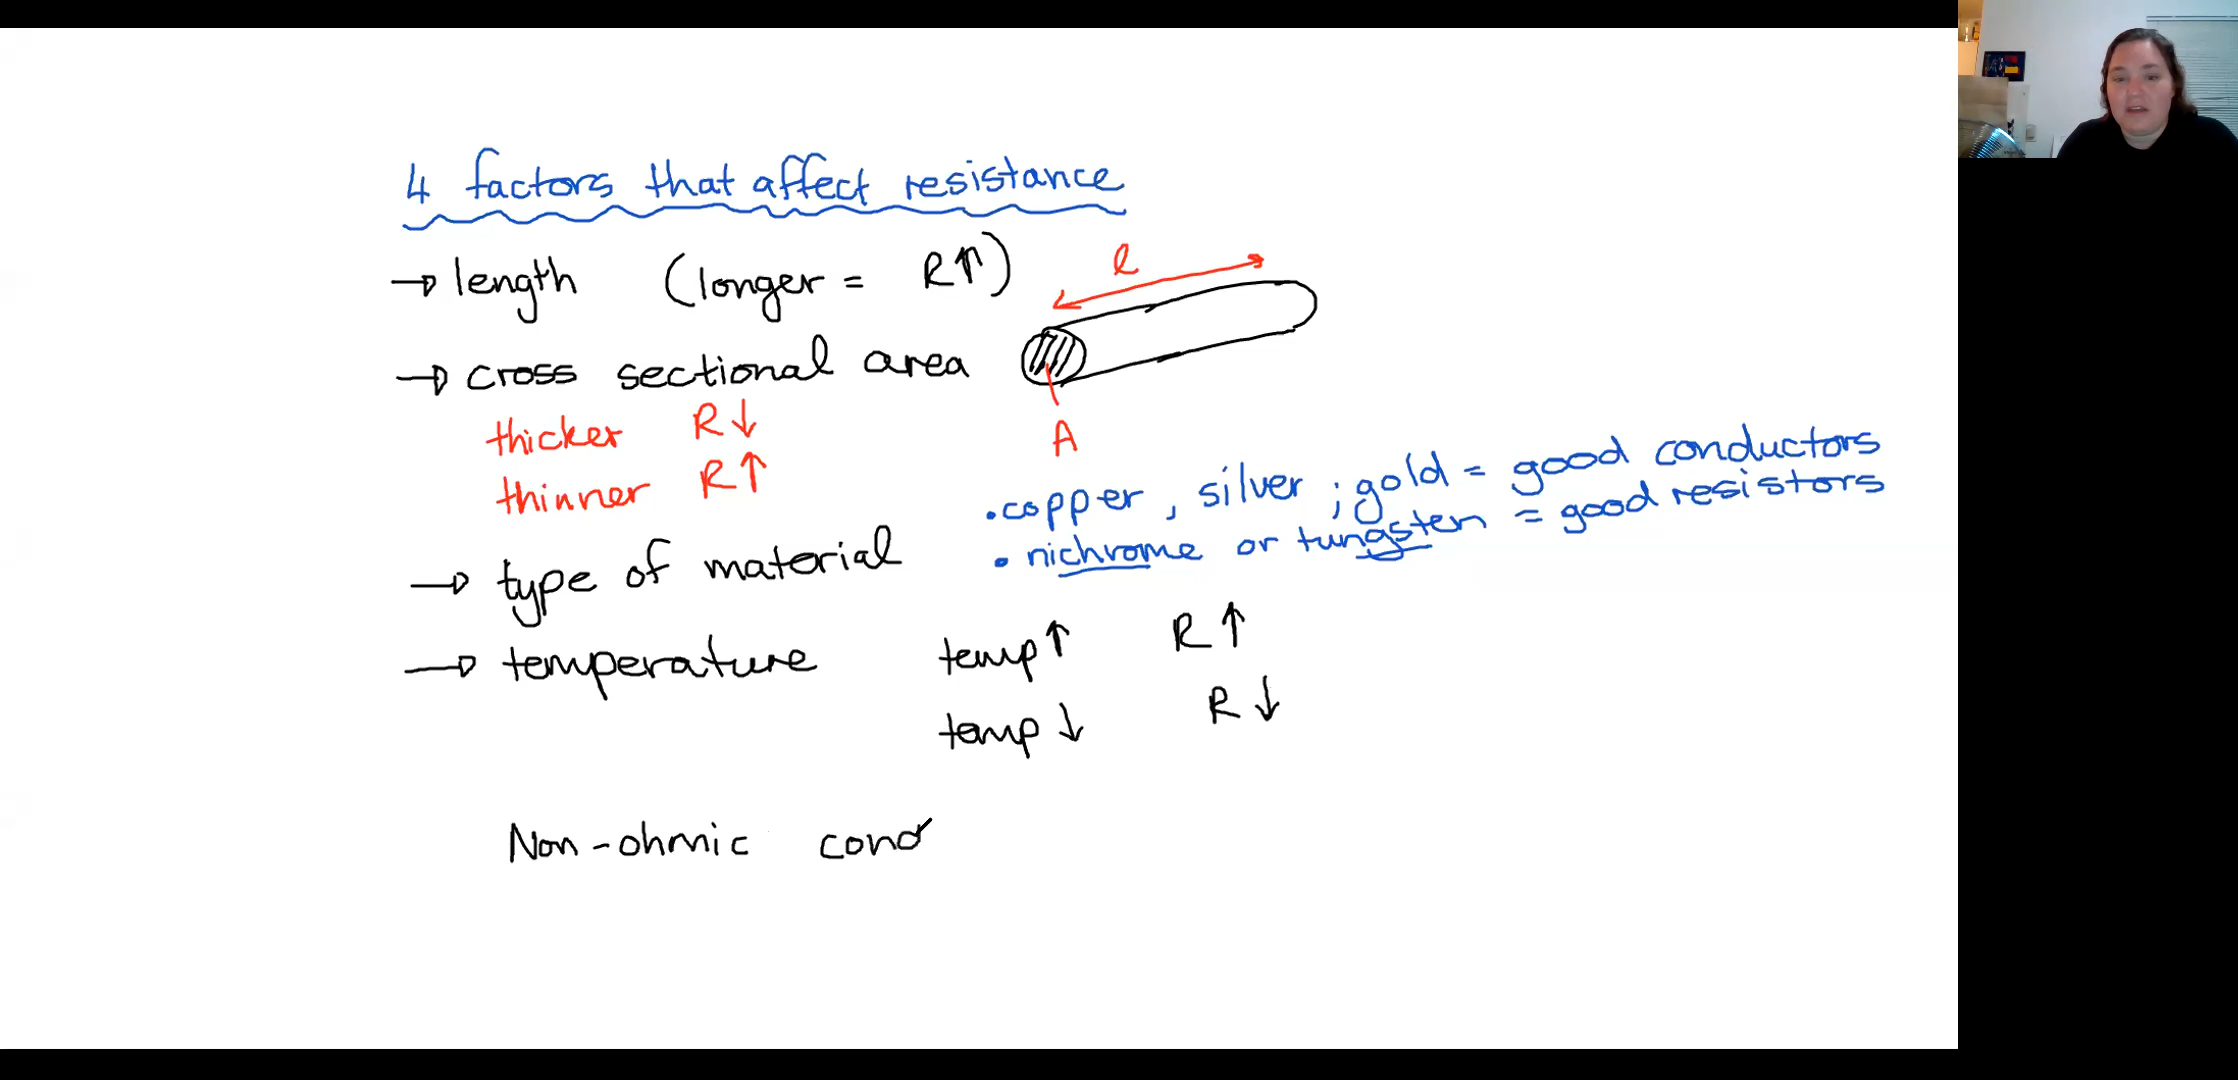 4 factors that affect resistance
→ length (longer = R↑)
l
→ cross sectional area
A
thicker R↓
thinner R↑
• copper, silver ; gold = good conductors
• nichrome or tungsten = good resistors
→ type of material
→ temperature temp↑ R↑
temp↓ R↓
Non-ohmic cond